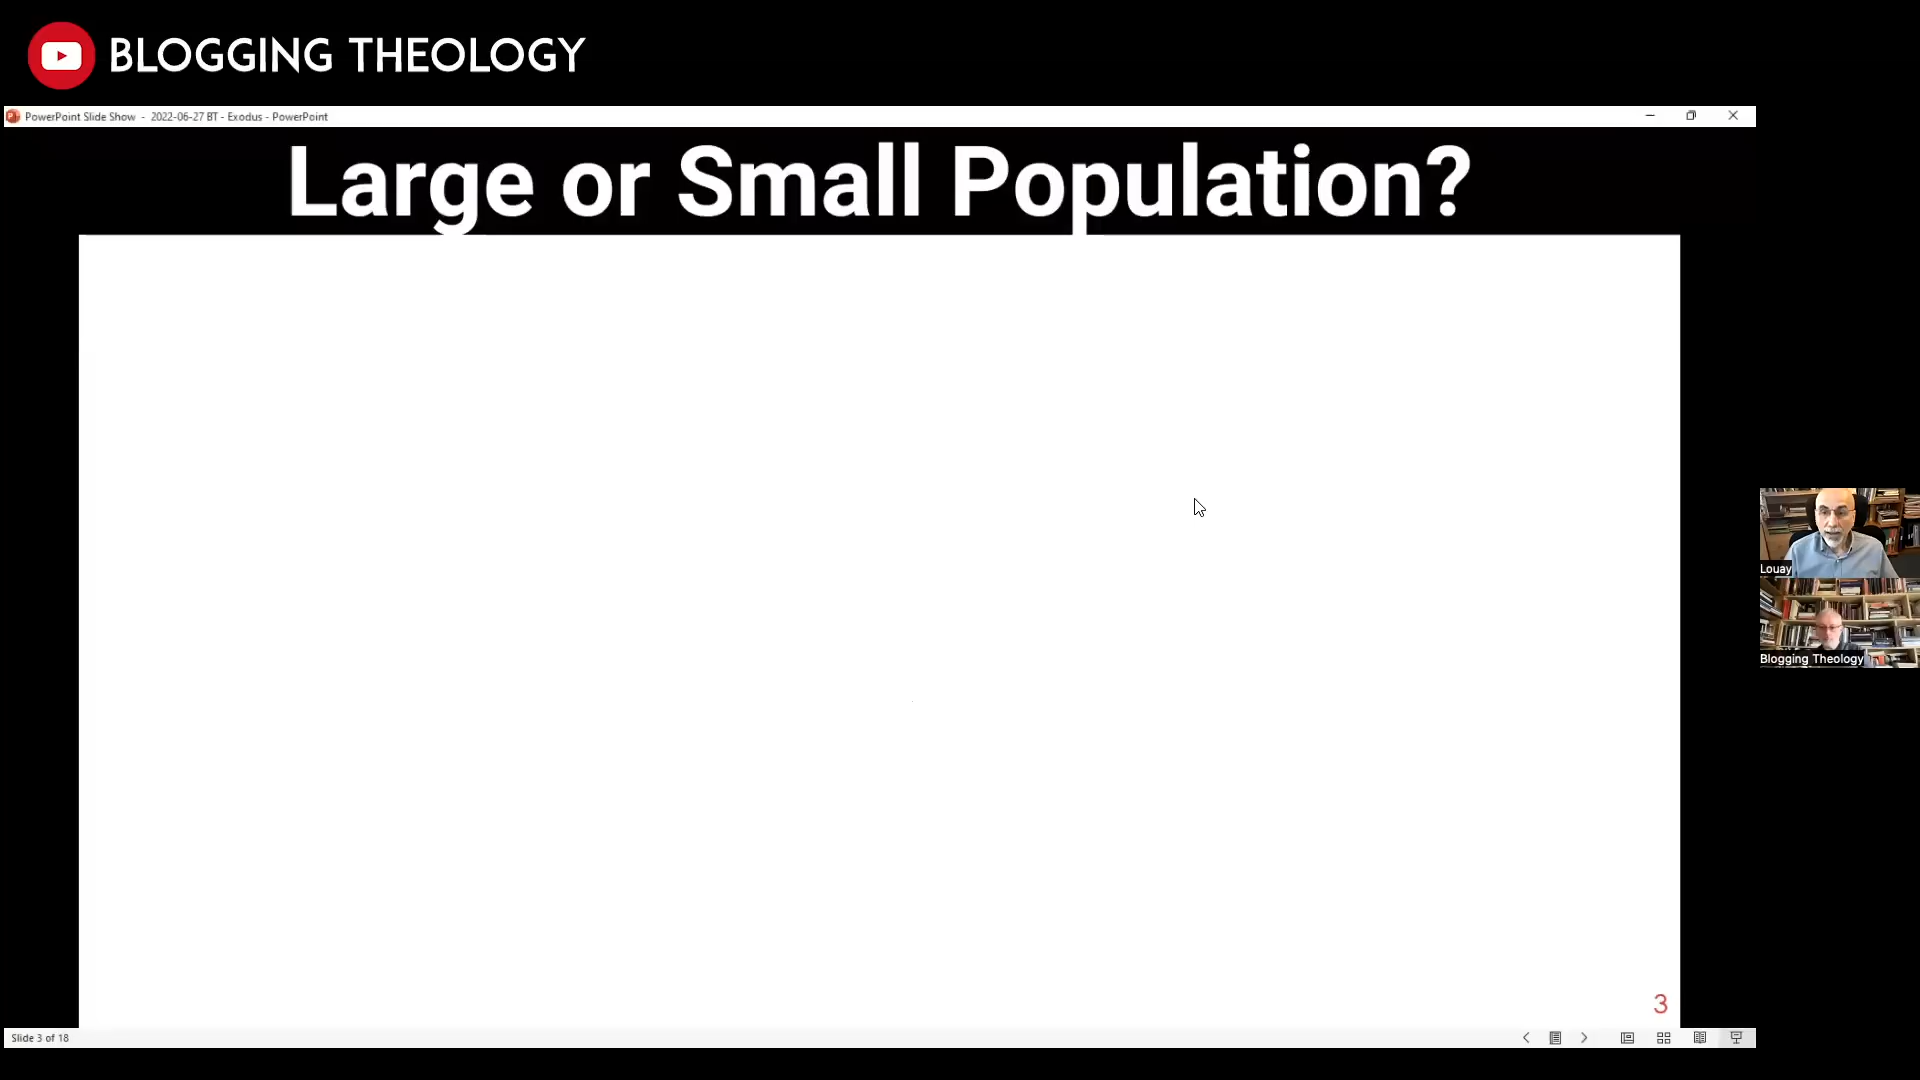 BLOGGING THEOLOGY
PowerPoint Slide Show - 2022-06-27 BT - Exodus - PowerPoint
Large or Small Population?
Louay
Blogging Theology
3
Slide 3 of 18